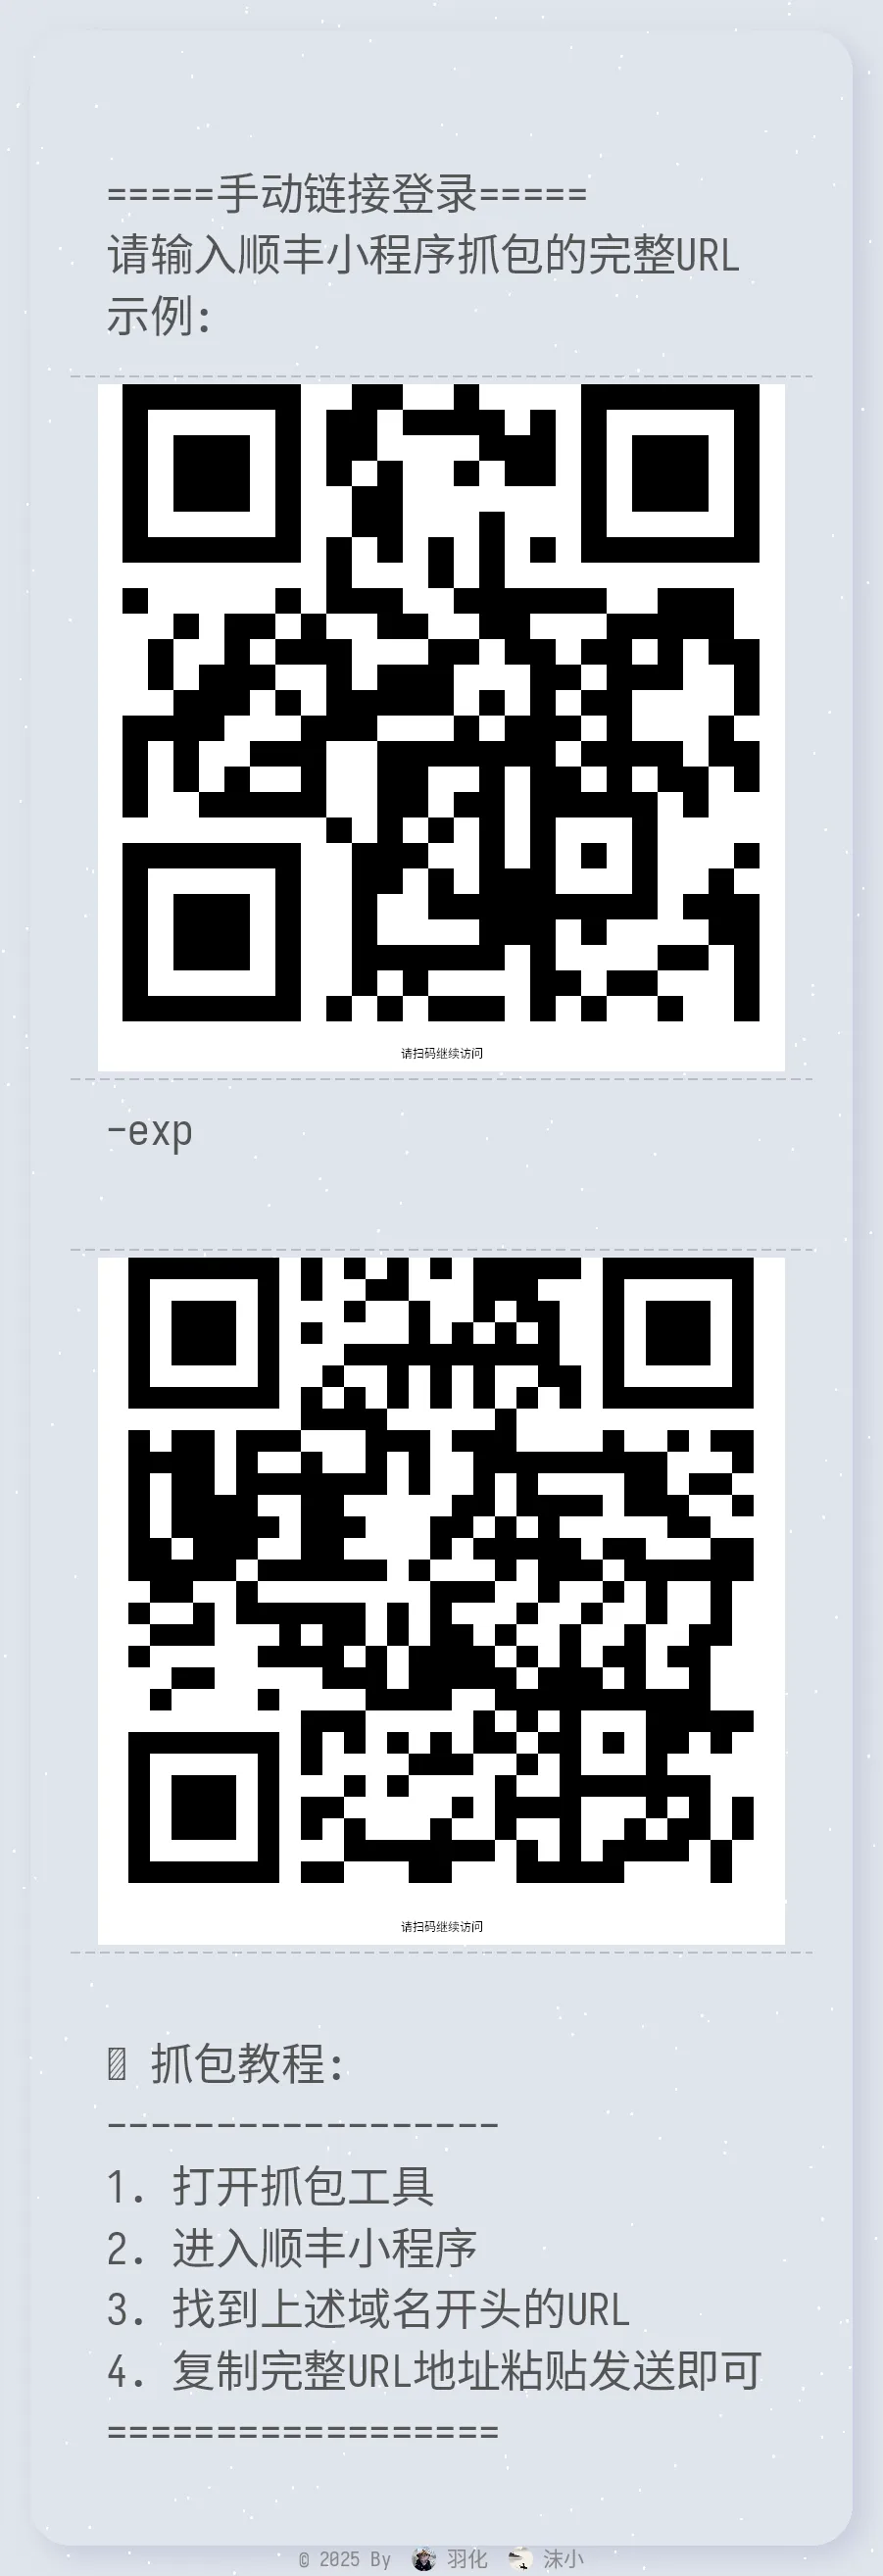 =====手动链接登录=====
请输入顺丰小程序抓包的完整URL
示例:
请扫码继续访问
-exp
请扫码继续访问
抓包教程:
------------------
1. 打开抓包工具
2. 进入顺丰小程序
3. 找到上述域名开头的URL
4. 复制完整URL地址粘贴发送即可
==================
© 2025 By 羽化 沫小